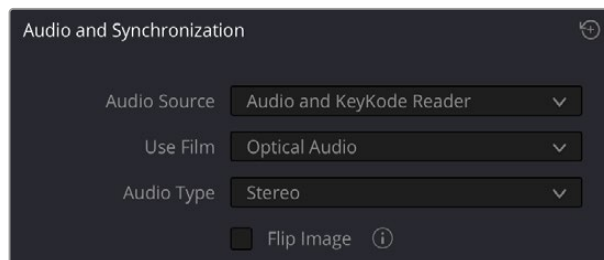 Audio and Synchronization
Audio Source Audio and KeyKode Reader
Use Film Optical Audio
Audio Type Stereo
Flip Image